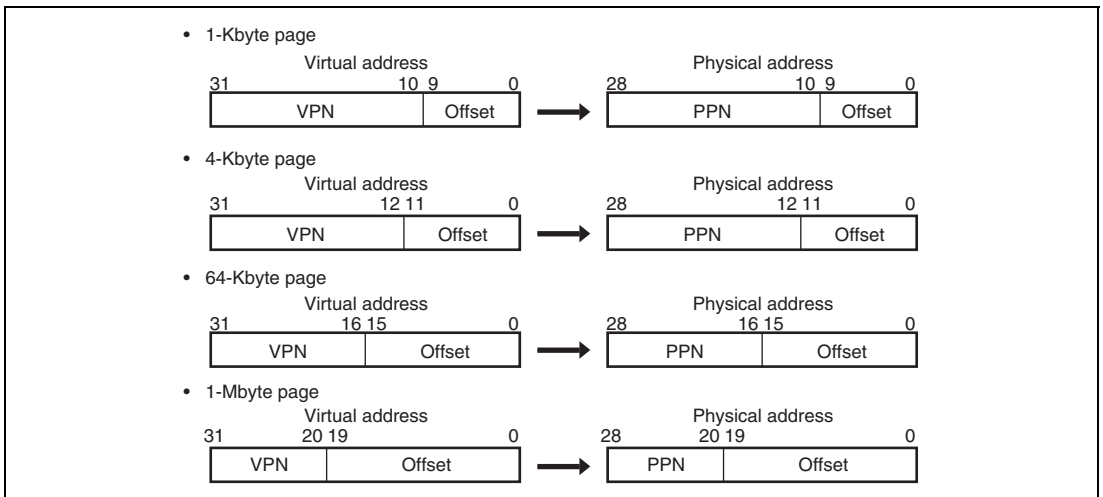 • 1-Kbyte page
Virtual address Physical address
31 10 9 0 28 10 9 0
VPN Offset PPN Offset
• 4-Kbyte page
Virtual address Physical address
31 12 11 0 28 12 11 0
VPN Offset PPN Offset
• 64-Kbyte page
Virtual address Physical address
31 16 15 0 28 16 15 0
VPN Offset PPN Offset
• 1-Mbyte page
Virtual address Physical address
31 20 19 0 28 20 19 0
VPN Offset PPN Offset